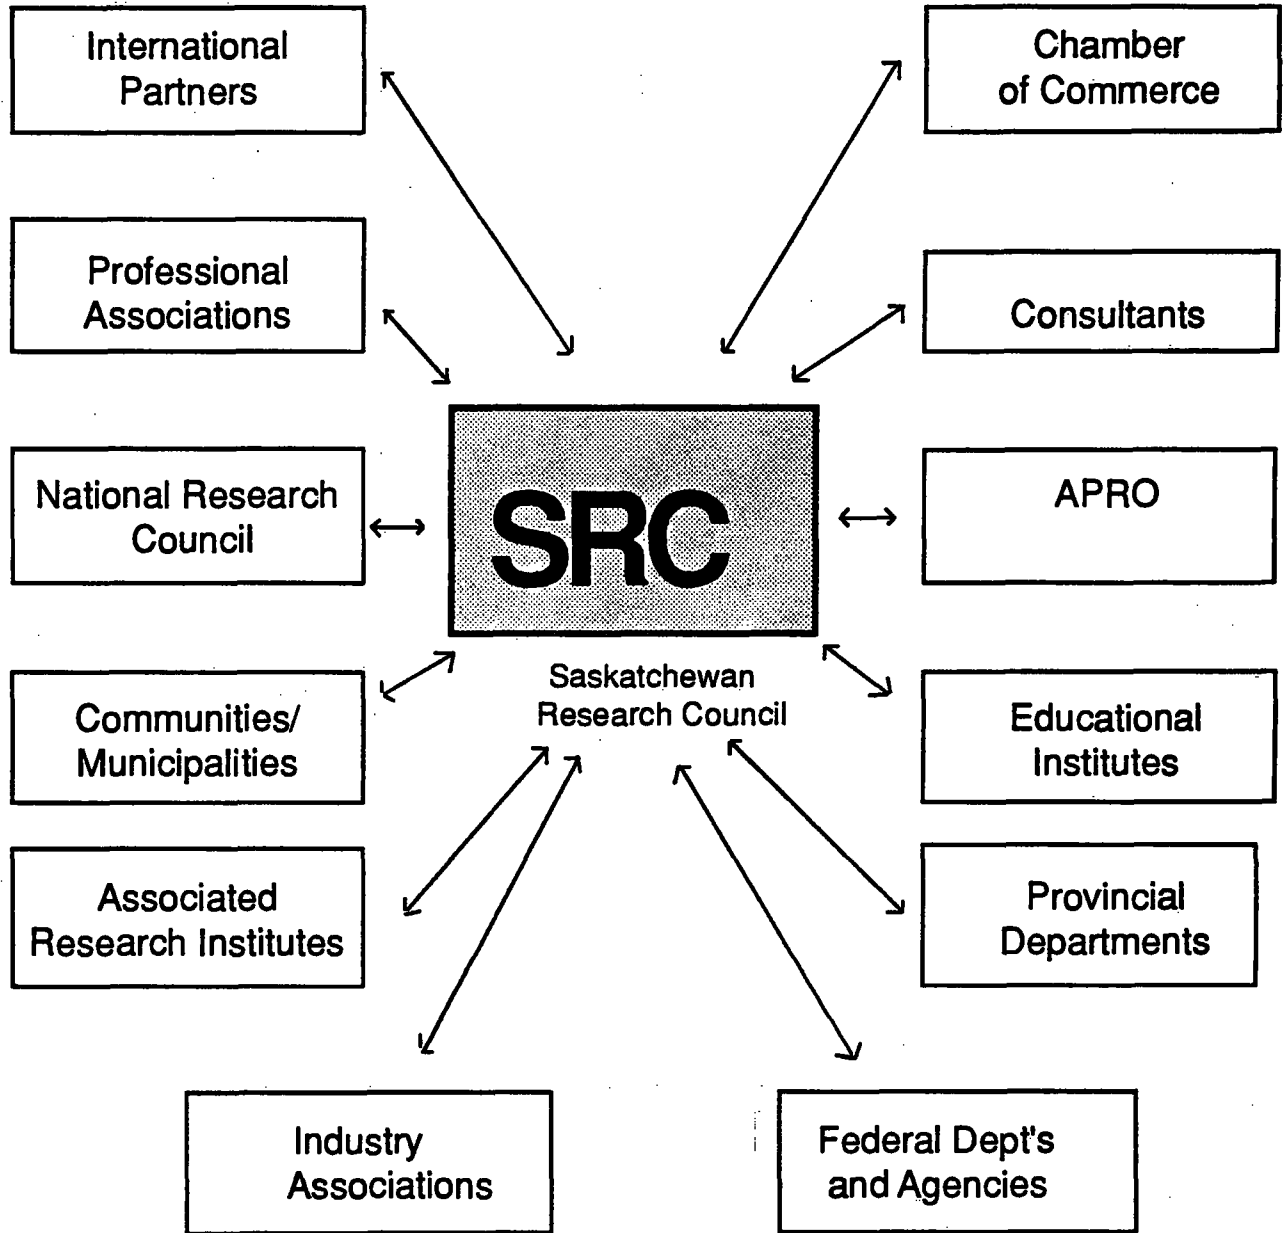 International
Partners
Chamber
of Commerce
Professional
Associations
Consultants
National Research
Council
SRC
APRO
Saskatchewan
Research Council
Communities/
Municipalities
Educational
Institutes
Associated
Research Institutes
Provincial
Departments
Industry
Associations
Federal Dept's
and Agencies